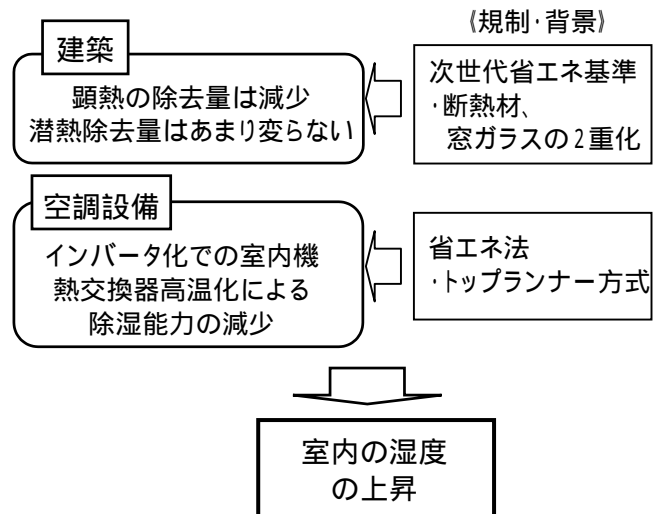 《規制・背景》
建築
顕熱の除去量は減少
潜熱除去量はあまり変らない
次世代省エネ基準
・断熱材、
窓ガラスの2重化
空調設備
インバータ化での室内機
熱交換器高温化による
除湿能力の減少
省エネ法
・トップランナー方式
室内の湿度
の上昇